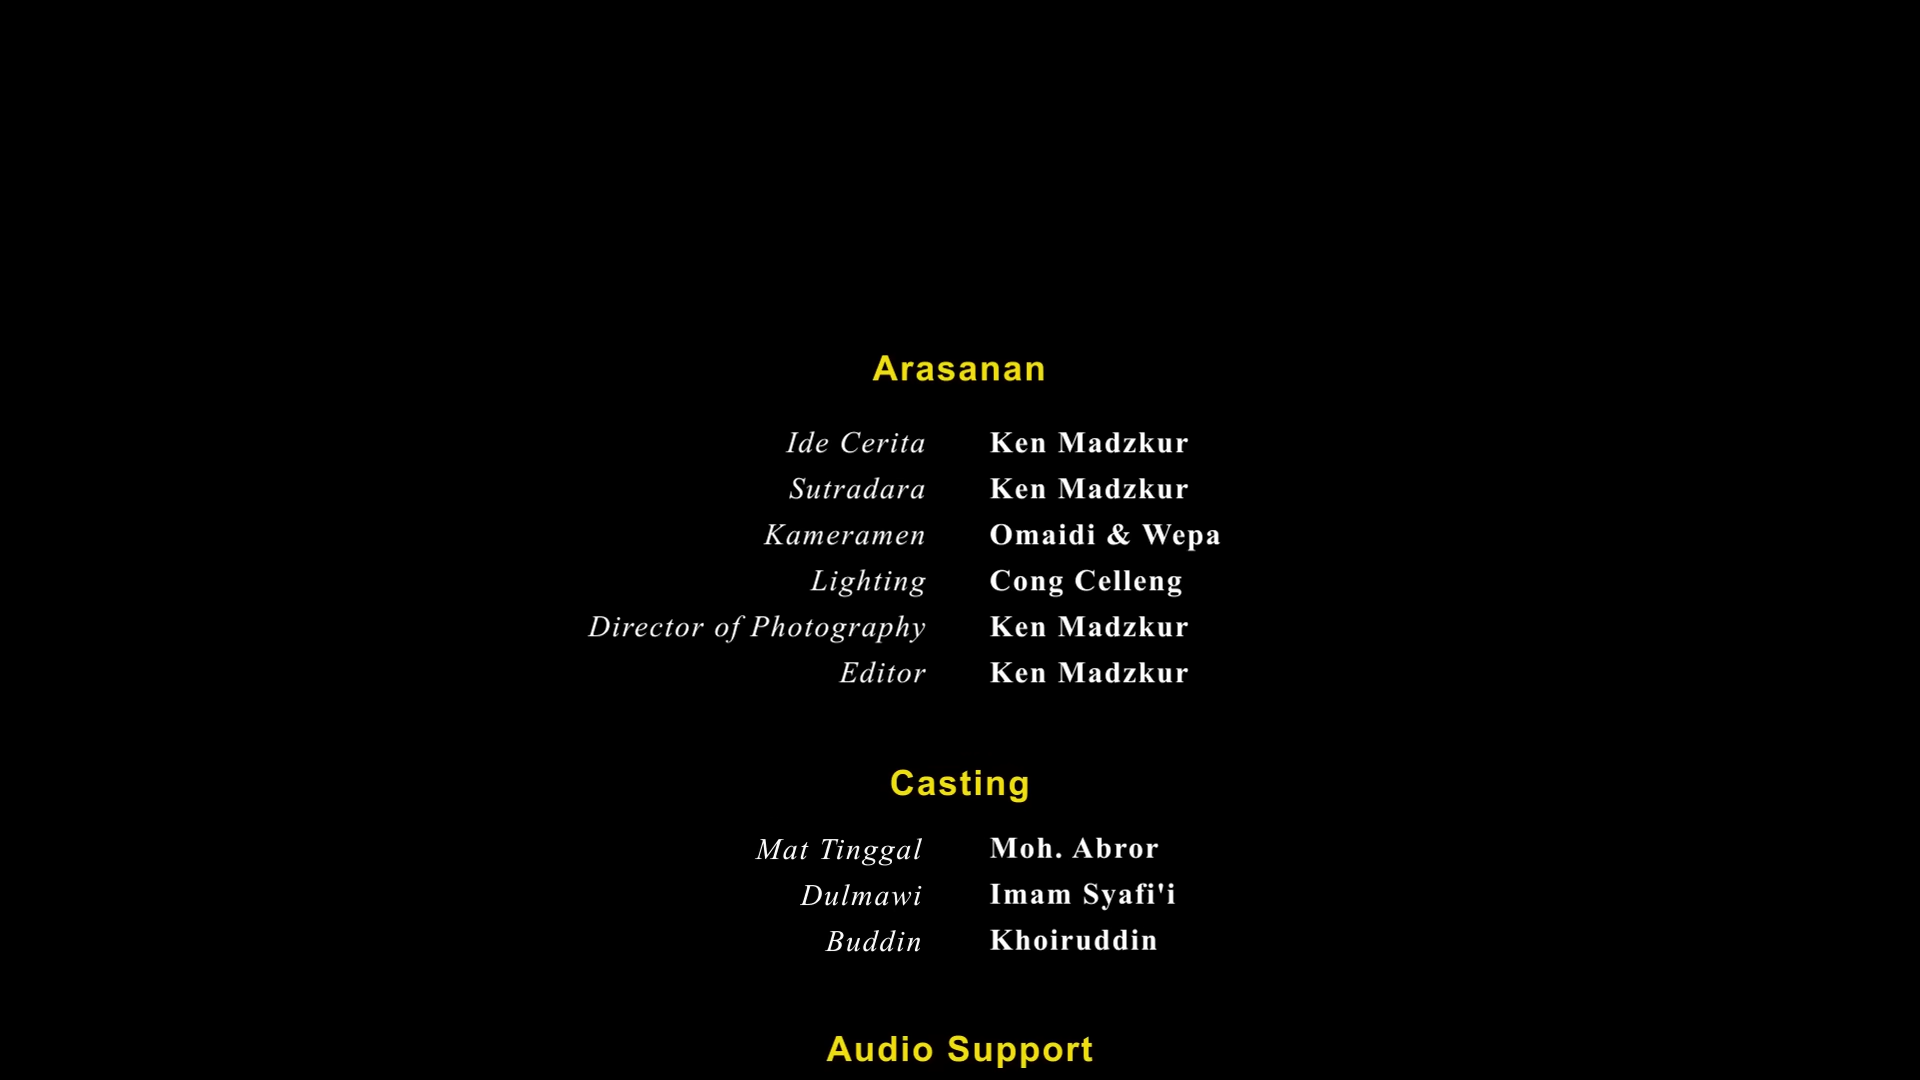 Arasanan
Ide Cerita Ken Madzkur
Sutradara Ken Madzkur
Kameramen Omaidi & Wepa
Lighting Cong Celleng
Director of Photography Ken Madzkur
Editor Ken Madzkur
Casting
Mat Tinggal Moh. Abror
Dulmawi Imam Syafi'i
Buddin Khoiruddin
Audio Support